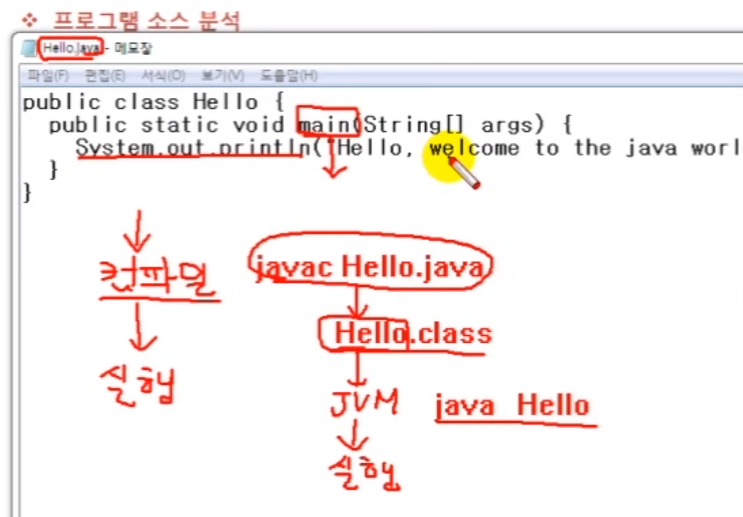 ❖ 프로그램 소스 분석
Hello.java - 메모장
파일(F) 편집(E) 서식(O) 보기(V) 도움말(H)
public class Hello {
public static void main(String[] args) {
System.out.println("Hello, welcome to the java worl
}
}
컴파일 javac Hello.java
Hello.class
실행 JVM java Hello
실행